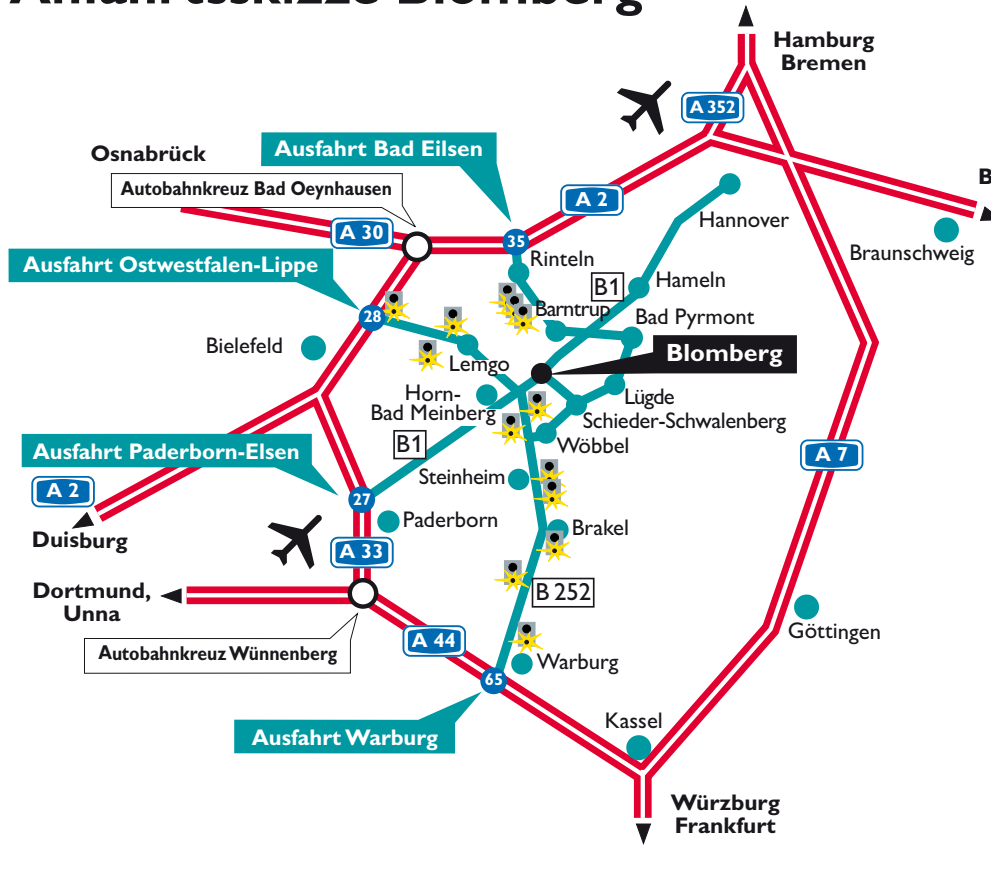 Anfahrtsskizze Blomberg
Hamburg
Bremen
A 352
Osnabrück
Ausfahrt Bad Eilsen
Autobahnkreuz Bad Oeynhausen
A 2
B
Hannover
A 30
35
Braunschweig
Ausfahrt Ostwestfalen-Lippe
Rinteln
B1
Hameln
28
Barntrup
Bad Pyrmont
Bielefeld
Blomberg
Lemgo
Horn-
Bad Meinberg
Lügde
Schieder-Schwalenberg
B1
Wöbbel
Ausfahrt Paderborn-Elsen
A 7
Steinheim
A 2
27
Paderborn
Brakel
Duisburg
A 33
Dortmund,
Unna
B 252
Göttingen
A 44
Autobahnkreuz Wünnenberg
Warburg
65
Kassel
Ausfahrt Warburg
Würzburg
Frankfurt